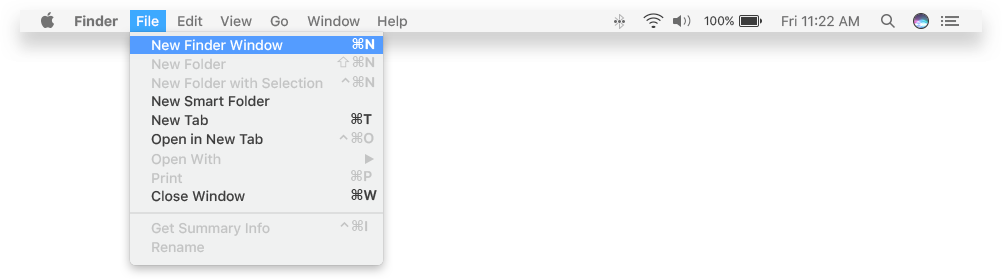 Finder File Edit View Go Window Help 100% Fri 11:22 AM
New Finder Window ⌘N
New Folder ⇧⌘N
New Folder with Selection ^⌘N
New Smart Folder
New Tab ⌘T
Open in New Tab ^⌘O
Open With ▶
Print ⌘P
Close Window ⌘W
Get Summary Info ^⌘I
Rename